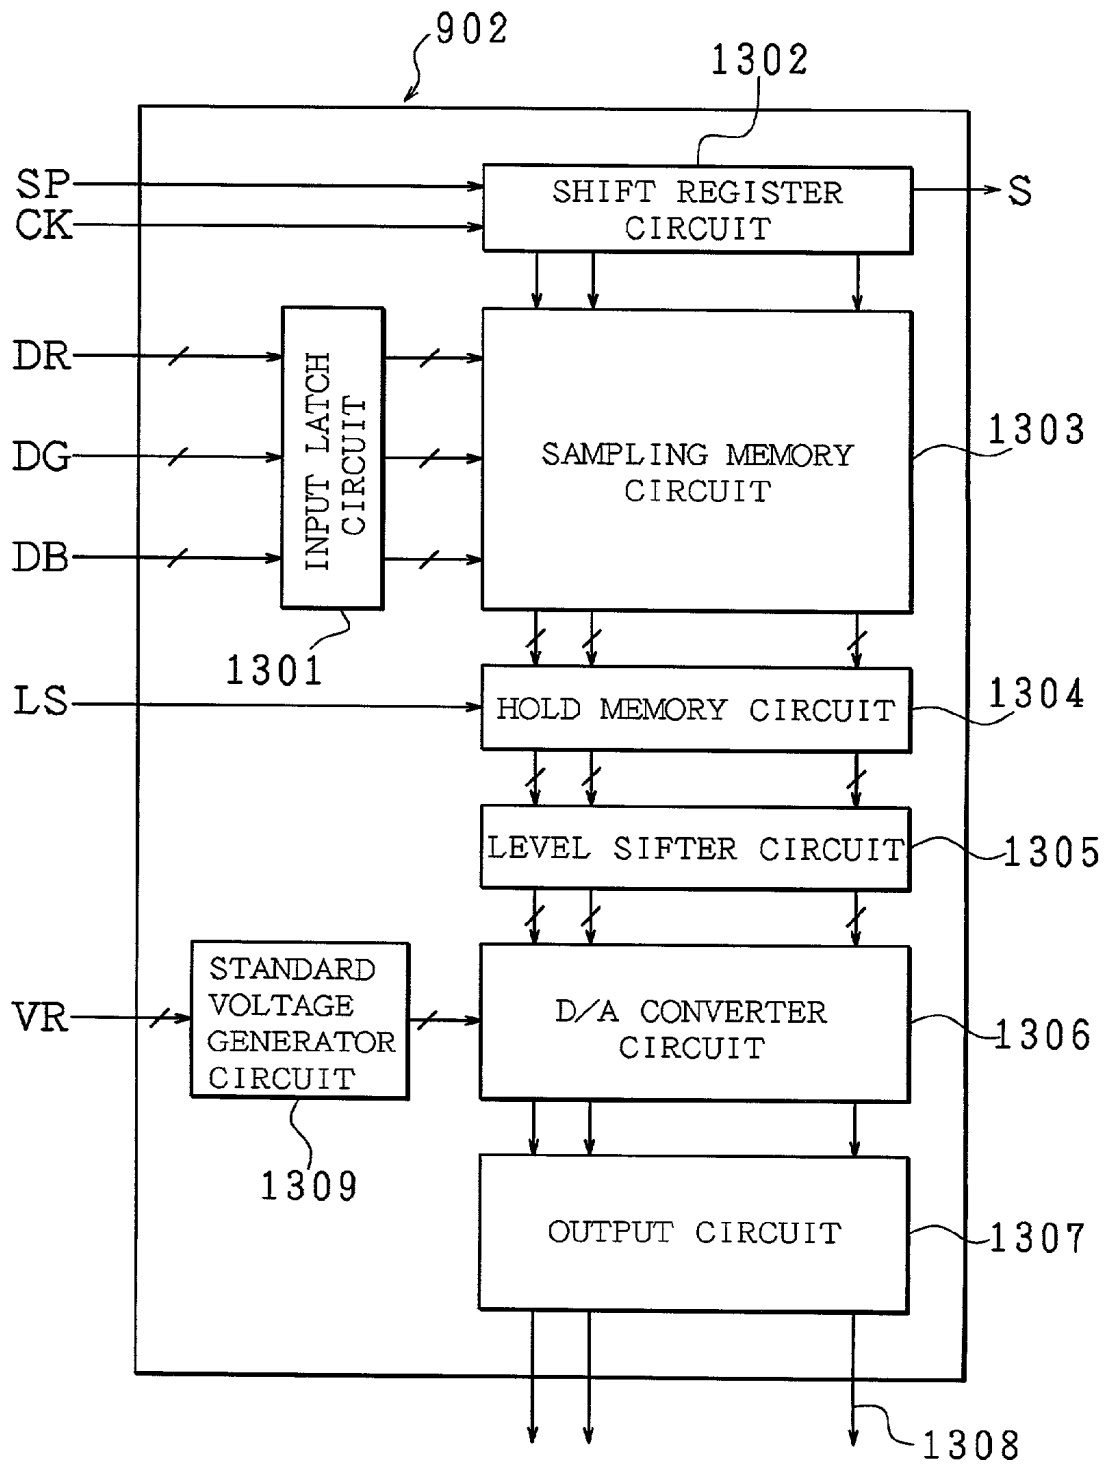 902
1302
SP
SHIFT REGISTER
CIRCUIT
S
CK
DR
DG
DB
INPUT LATCH
CIRCUIT
1301
SAMPLING MEMORY
CIRCUIT
1303
LS
HOLD MEMORY CIRCUIT
1304
LEVEL SIFTER CIRCUIT
1305
VR
STANDARD
VOLTAGE
GENERATOR
CIRCUIT
1309
D/A CONVERTER
CIRCUIT
1306
OUTPUT CIRCUIT
1307
1308